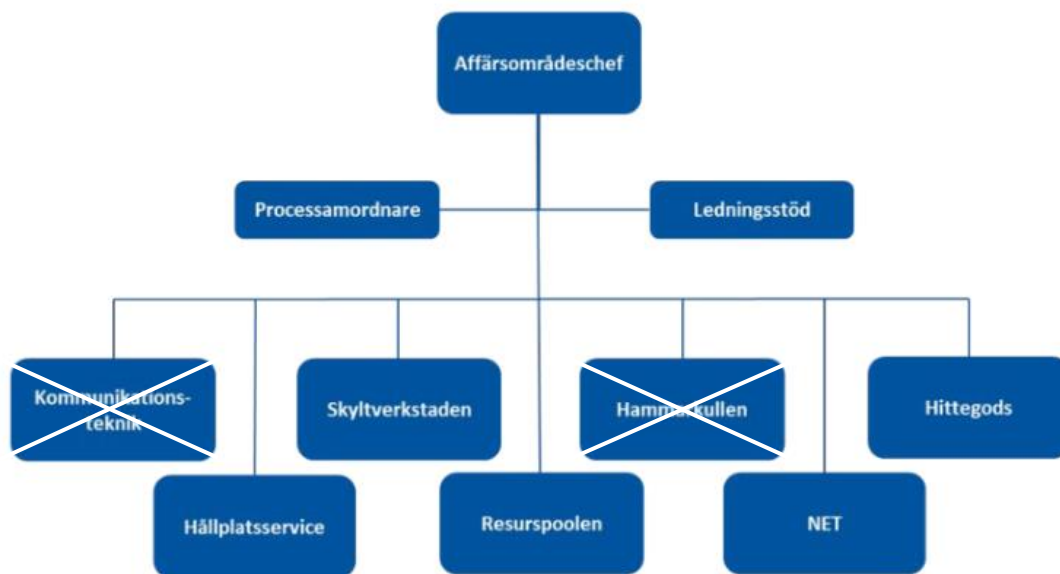 Affärsområdeschef
Processamordnare
Ledningsstöd
Kommunikations-
teknik
Skyltverkstaden
Hammarkullen
Hittegods
Hållplatsservice
Resurspoolen
NET